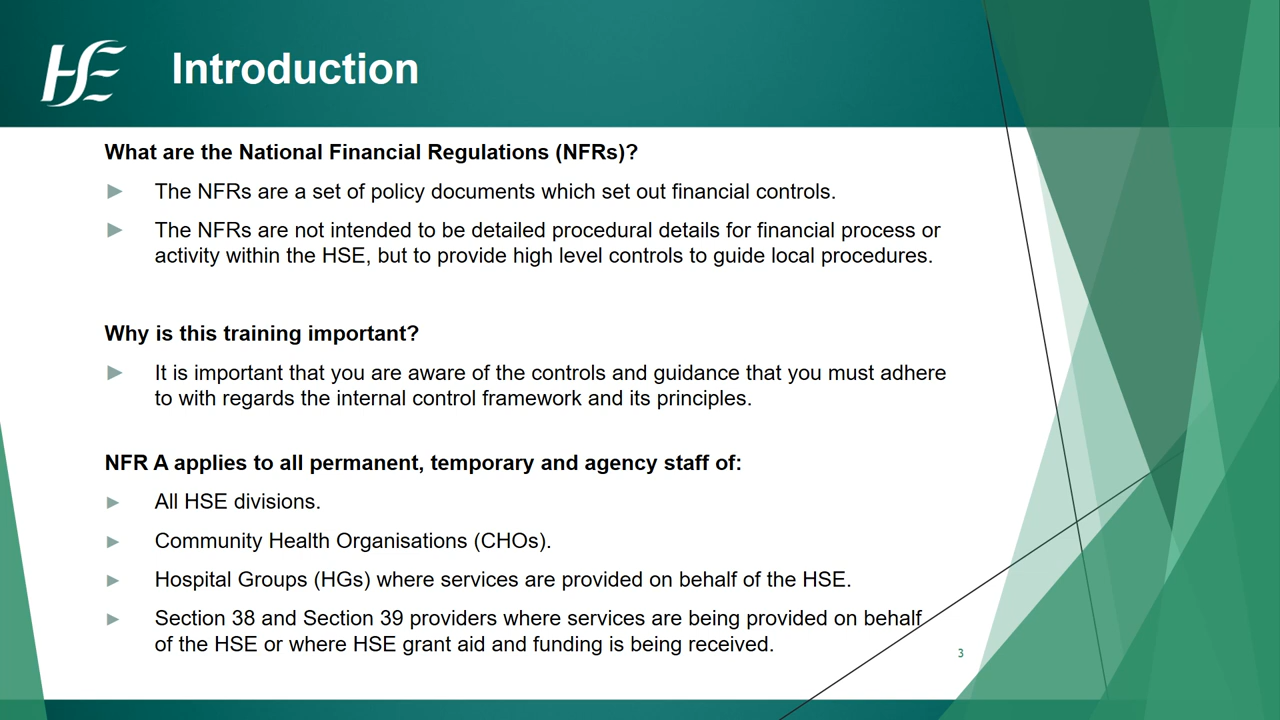 HSE
Introduction
What are the National Financial Regulations (NFRs)?
The NFRs are a set of policy documents which set out financial controls.
The NFRs are not intended to be detailed procedural details for financial process or
activity within the HSE, but to provide high level controls to guide local procedures.
Why is this training important?
It is important that you are aware of the controls and guidance that you must adhere
to with regards the internal control framework and its principles.
NFR A applies to all permanent, temporary and agency staff of:
All HSE divisions.
Community Health Organisations (CHOs).
Hospital Groups (HGs) where services are provided on behalf of the HSE.
Section 38 and Section 39 providers where services are being provided on behalf
of the HSE or where HSE grant aid and funding is being received.
3